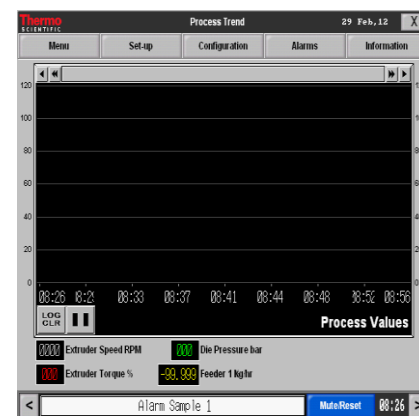 Thermo
SCIENTIFIC
Process Trend
29 Feb,12
X
Menu
Set-up
Configuration
Alarms
Information
120
100
80
60
40
20
0
08:26
08:33
08:37
08:41
08:44
08:48
08:52
08:56
LOG
CLR
Process Values
0000 Extruder Speed RPM
000 Die Pressure bar
000 Extruder Torque %
-99.999 Feeder 1 kg/hr
<
Alarm Sample 1
Mute/Reset
08:26
>